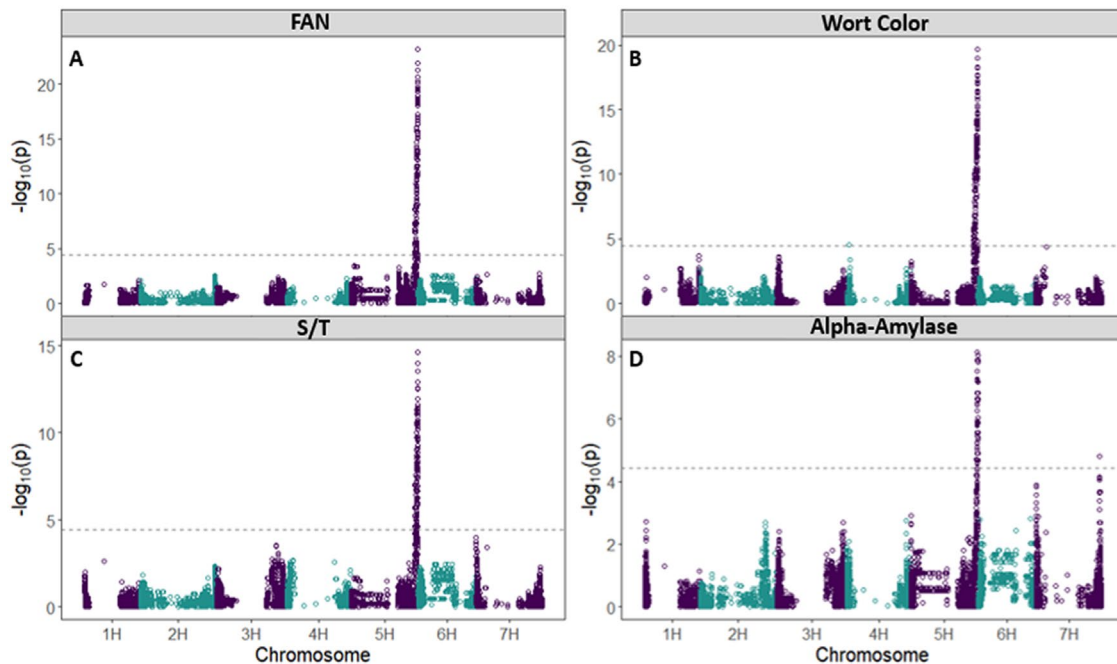 FAN
Wort Color
A
B
20
15
10
5
0
-log10(p)
20
15
10
5
0
-log10(p)
S/T
Alpha-Amylase
C
D
15
10
5
0
-log10(p)
8
6
4
2
0
-log10(p)
1H 2H 3H 4H 5H 6H 7H
Chromosome
1H 2H 3H 4H 5H 6H 7H
Chromosome